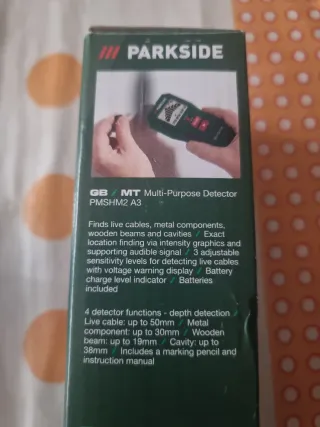 /// PARKSIDE
GB / MT Multi-Purpose Detector
PMSHM2 A3
Finds live cables, metal components,
wooden beams and cavities / Exact
location finding via intensity graphics and
supporting audible signal / 3 adjustable
sensitivity levels for detecting live cables
with voltage warning display / Battery
charge level indicator / Batteries
included
4 detector functions - depth detection /
Live cable: up to 50mm / Metal
component: up to 30mm / Wooden
beam: up to 19mm / Cavity: up to
38mm / Includes a marking pencil and
instruction manual